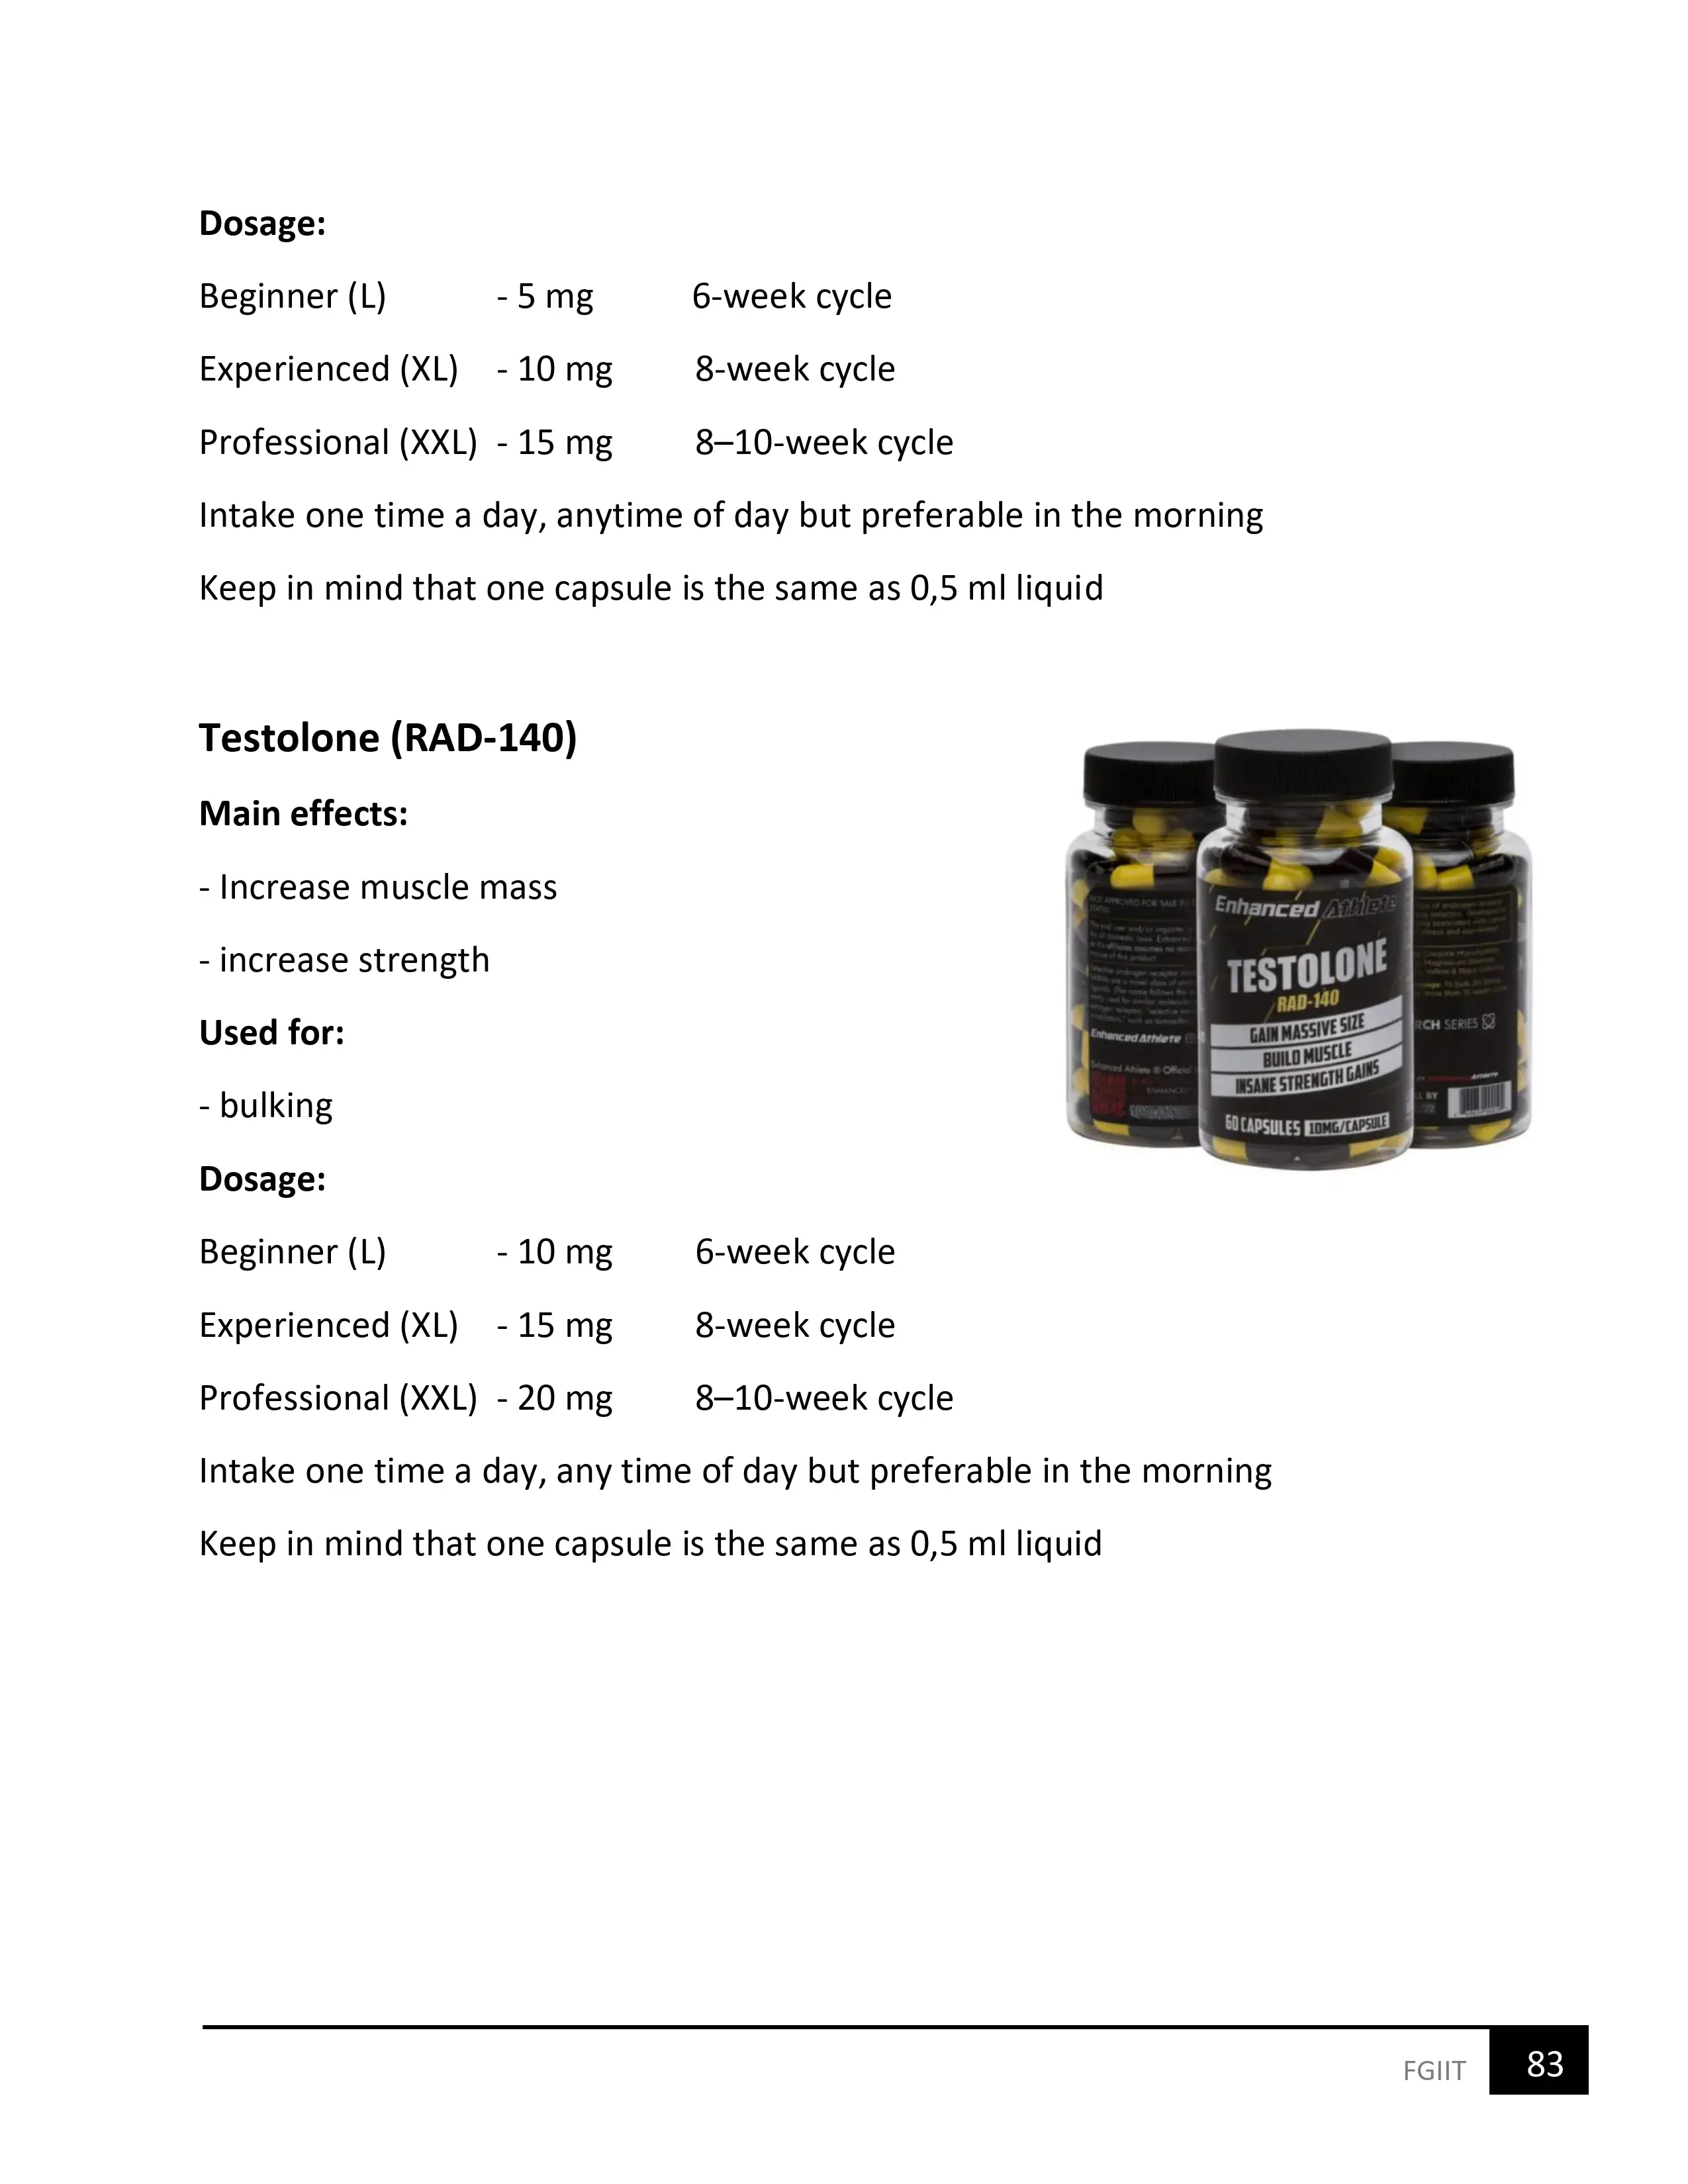 Dosage:
Beginner (L) - 5 mg 6-week cycle
Experienced (XL) - 10 mg 8-week cycle
Professional (XXL) - 15 mg 8–10-week cycle
Intake one time a day, anytime of day but preferable in the morning
Keep in mind that one capsule is the same as 0,5 ml liquid
Testolone (RAD-140)
Main effects:
- Increase muscle mass
- increase strength
Used for:
- bulking
Dosage:
Beginner (L) - 10 mg 6-week cycle
Experienced (XL) - 15 mg 8-week cycle
Professional (XXL) - 20 mg 8–10-week cycle
Intake one time a day, any time of day but preferable in the morning
Keep in mind that one capsule is the same as 0,5 ml liquid
Enhanced Athlete
TESTOLONE
RAD-140
GAIN MASSIVE SIZE
BUILD MUSCLE
INSANE STRENGTH GAINS
60 CAPSULES 10MG/CAPSULE
Enhanced Athlete
RCH SERIES
FGIIT 83